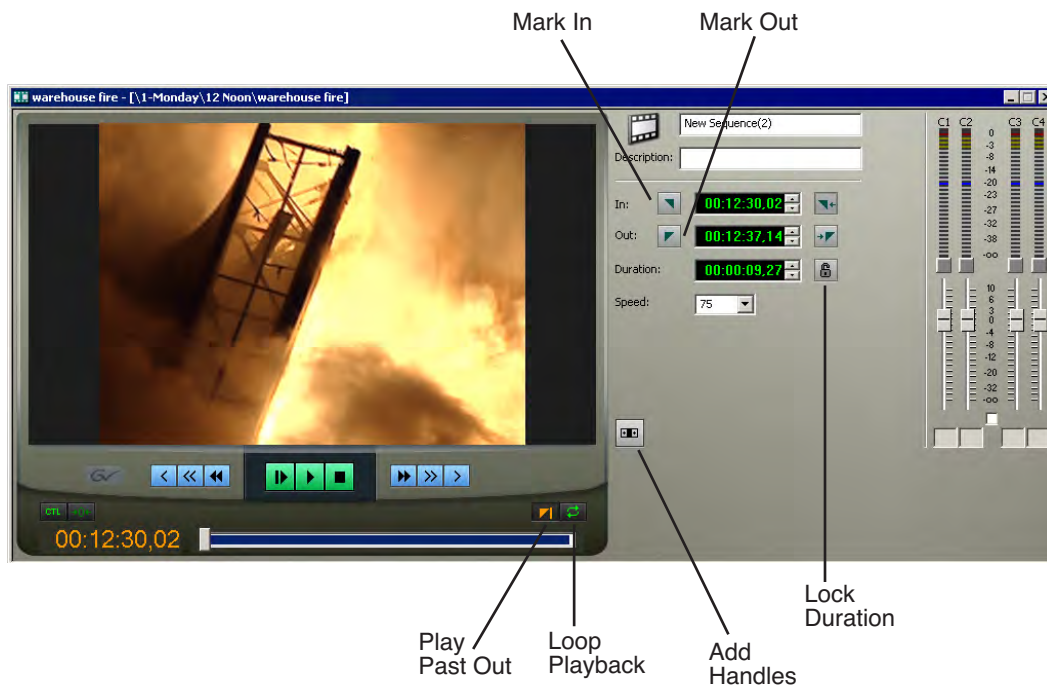 Mark In
Mark Out
warehouse fire - [\1-Monday\12 Noon\warehouse fire]
New Sequence(2)
Description:
In:
00:12:30,02
Out:
00:12:37,14
Duration:
00:00:09,27
Speed:
75
C1 C2 C3 C4
0
-3
-8
-14
-20
-23
-27
-32
-38
-oo
10
6
3
0
-4
-8
-12
-20
-32
-oo
GV
CTL
00:12:30,02
Lock
Duration
Play
Past Out
Loop
Playback
Add
Handles